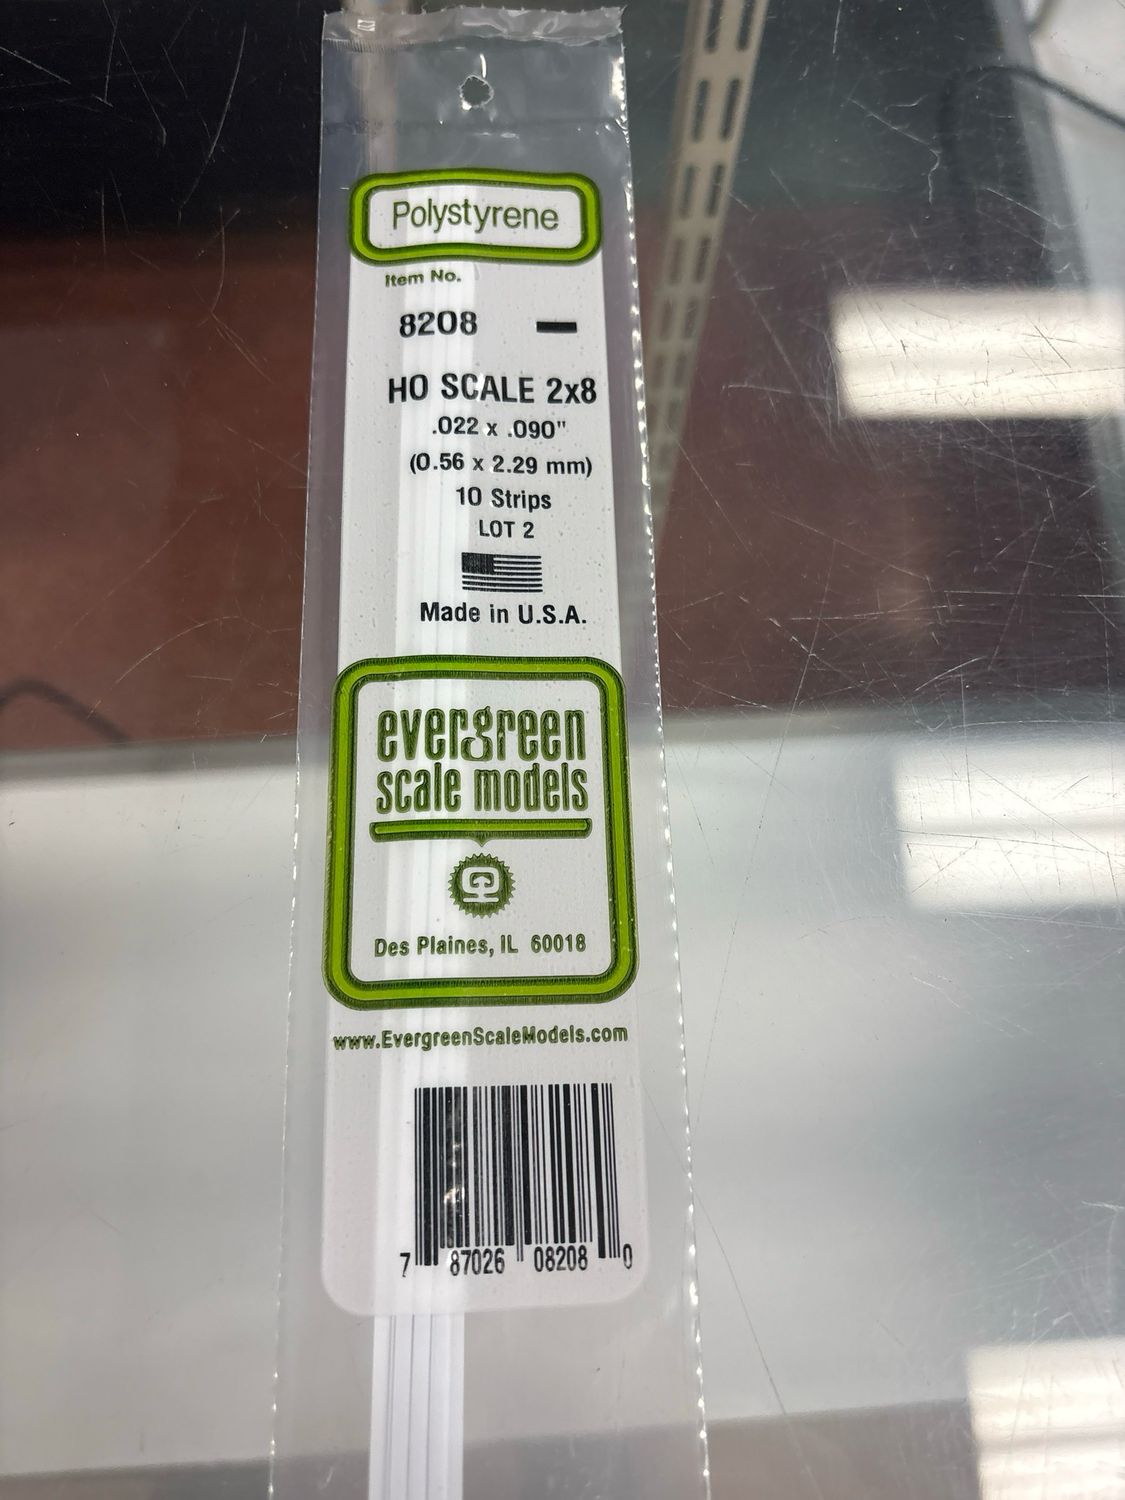 Polystyrene
Item No.
8208
HO SCALE 2x8
.022 x .090"
(0.56 x 2.29 mm)
10 Strips
LOT 2
Made in U.S.A.
evergreen
scale models
Des Plaines, IL 60018
www.EvergreenScaleModels.com
7 87026 08208 0